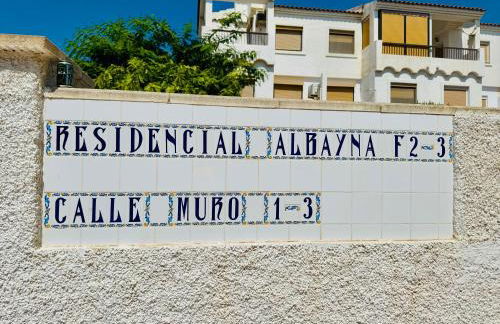 RESIDENCIAL ALBAYNA F2-3
CALLE MURO 1-3